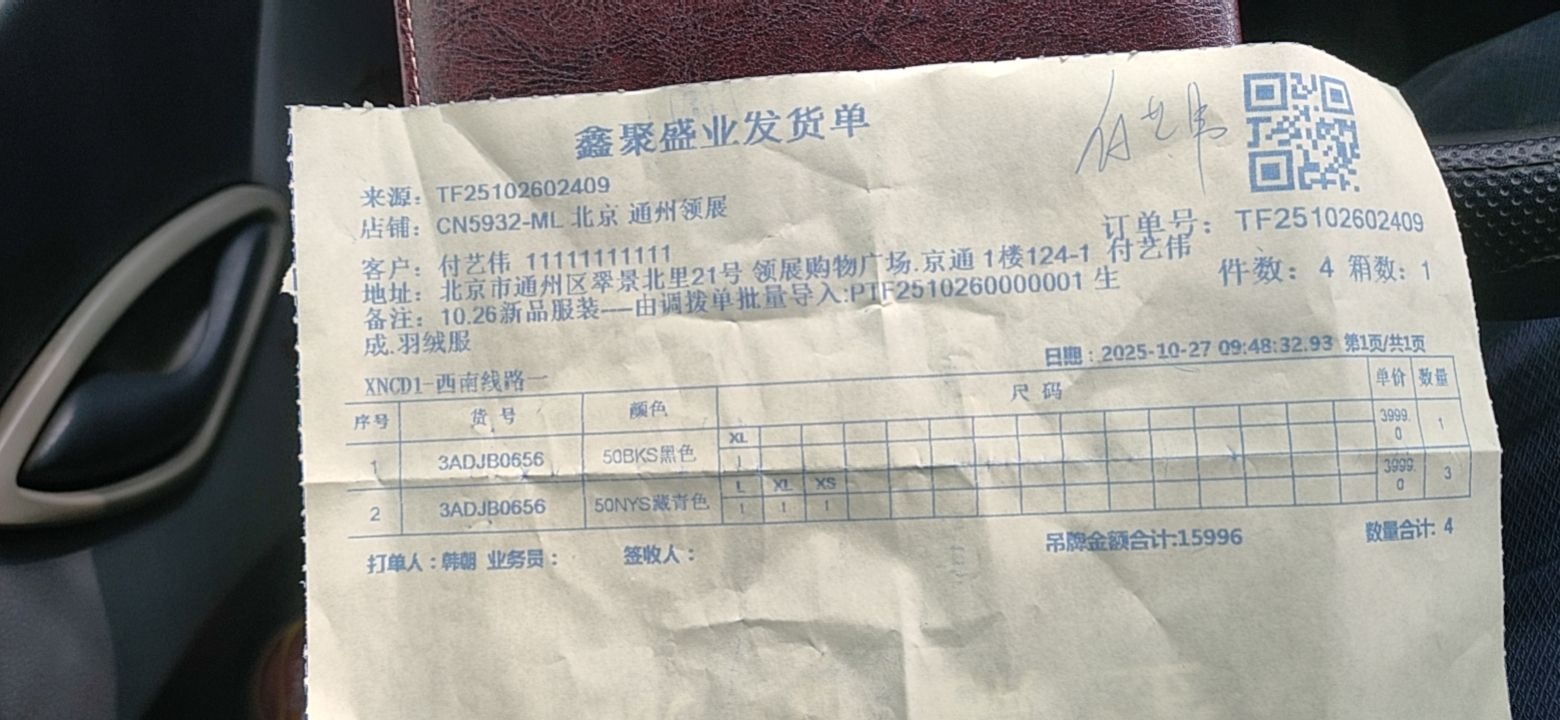 鑫聚盛业发货单
付艺伟
来源：TF25102602409
店铺：CN5932-ML 北京 通州领展
订单号：TF25102602409
客户：付艺伟 11111111111
件数：4 箱数：1
地址：北京市通州区翠景北里21号 领展购物广场.京通 1楼124-1 付艺伟
备注：10.26新品服装----由调拨单批量导入:PTF2510260000001 生
成.羽绒服
日期：2025-10-27 09:48:32.93 第1页/共1页
XNCD1-西南线路一
序号 货号 颜色 尺码 单价 数量
XL
1 3ADJB0656 50BKS黑色 1 3999.0 1
L XL XS
2 3ADJB0656 50NYS藏青色 1 1 1 3999.0 3
打单人：韩朝 业务员： 签收人： 吊牌金额合计:15996 数量合计: 4